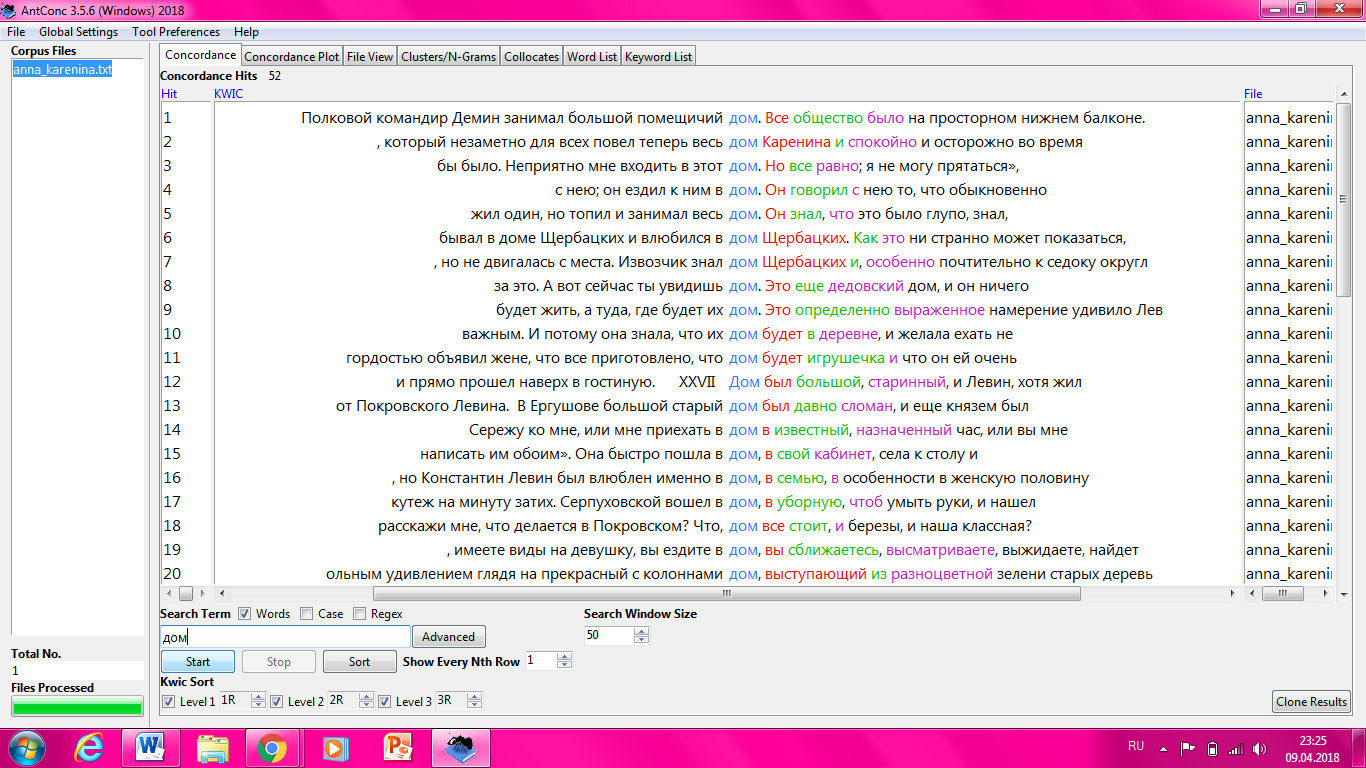 AntConc 3.5.6 (Windows) 2018
File Global Settings Tool Preferences Help
Corpus Files
anna_karenina.txt
Total No.
1
Files Processed
Concordance Concordance Plot File View Clusters/N-Grams Collocates Word List Keyword List
Concordance Hits 52
Hit KWIC File
1 Полковой командир Демин занимал большой помещичий дом. Все общество было на просторном нижнем балконе. anna_kareni
2 , который незаметно для всех повел теперь весь дом Каренина и спокойно и осторожно во время anna_kareni
3 бы было. Неприятно мне входить в этот дом. Но все равно; я не могу прятаться», anna_kareni
4 с нею; он ездил к ним в дом. Он говорил с нею то, что обыкновенно anna_kareni
5 жил один, но топил и занимал весь дом. Он знал, что это было глупо, знал, anna_kareni
6 бывал в доме Щербацких и влюбился в дом Щербацких. Как это ни странно может показаться, anna_kareni
7 , но не двигалась с места. Извозчик знал дом Щербацких и, особенно почтительно к седоку округл anna_kareni
8 за это. А вот сейчас ты увидишь дом. Это еще дедовский дом, и он ничего anna_kareni
9 будет жить, а туда, где будет их дом. Это определенно выраженное намерение удивило Лев anna_kareni
10 важным. И потому она знала, что их дом будет в деревне, и желала ехать не anna_kareni
11 гордостью объявил жене, что все приготовлено, что дом будет игрушечка и что он ей очень anna_kareni
12 и прямо прошел наверх в гостиную. XXVII Дом был большой, старинный, и Левин, хотя жил anna_kareni
13 от Покровского Левина. В Ергушове большой старый дом был давно сломан, и еще князем был anna_kareni
14 Сережу ко мне, или мне приехать в дом в известный, назначенный час, или вы мне anna_kareni
15 написать им обоим». Она быстро пошла в дом, в свой кабинет, села к столу и anna_kareni
16 , но Константин Левин был влюблен именно в дом, в семью, в особенности в женскую половину anna_kareni
17 кутеж на минуту затих. Серпуховской вошел в дом, в уборную, чтоб умыть руки, и нашел anna_kareni
18 расскажи мне, что делается в Покровском? Что, дом все стоит, и березы, и наша классная? anna_kareni
19 , имеете виды на девушку, вы ездите в дом, вы сближаетесь, высматриваете, выжидаете, найдет anna_kareni
20 ольным удивлением глядя на прекрасный с колоннами дом, выступающий из разноцветной зелени старых деревь anna_kareni
Search Term Words Case Regex Search Window Size
дом Advanced 50
Start Stop Sort Show Every Nth Row 1
Kwic Sort
Level 1 1R Level 2 2R Level 3 3R Clone Results
RU 23:25
09.04.2018